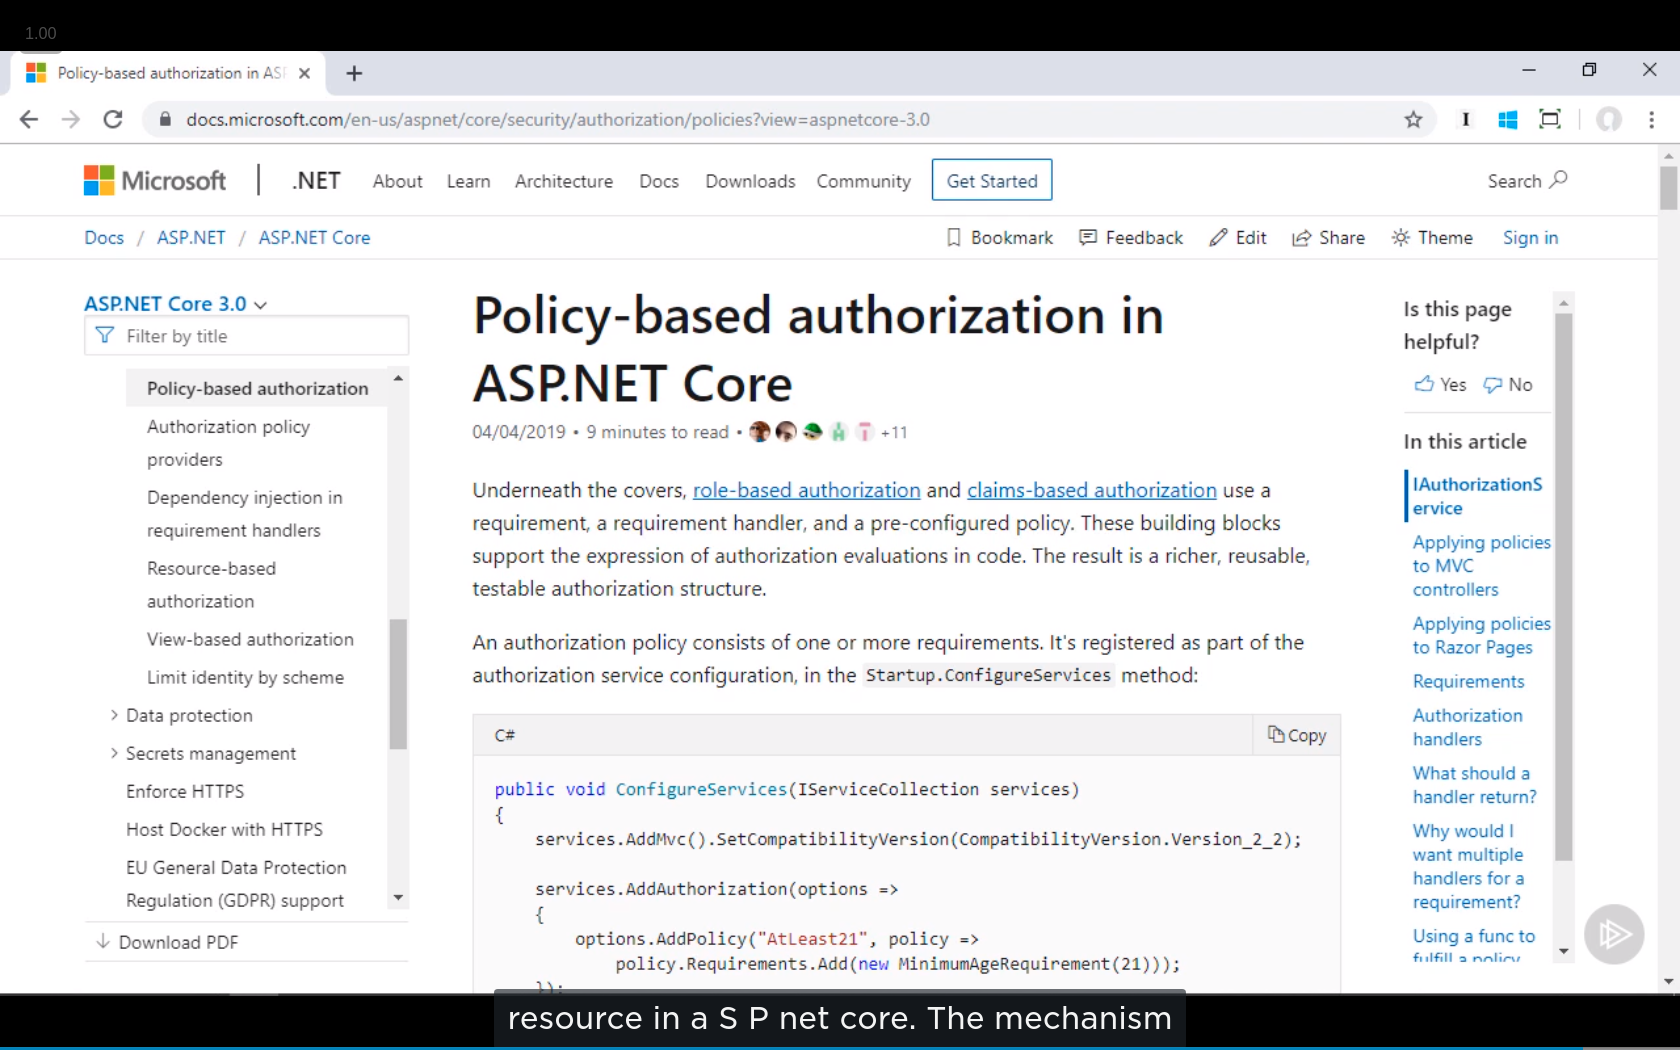 1.00
Policy-based authorization in ASP
docs.microsoft.com/en-us/aspnet/core/security/authorization/policies?view=aspnetcore-3.0
Microsoft
.NET
About
Learn
Architecture
Docs
Downloads
Community
Get Started
Search
Docs / ASP.NET / ASP.NET Core
Bookmark
Feedback
Edit
Share
Theme
Sign in
ASP.NET Core 3.0
Filter by title
Policy-based authorization
Authorization policy
providers
Dependency injection in
requirement handlers
Resource-based
authorization
View-based authorization
Limit identity by scheme
Data protection
Secrets management
Enforce HTTPS
Host Docker with HTTPS
EU General Data Protection
Regulation (GDPR) support
Download PDF
Policy-based authorization in
ASP.NET Core
04/04/2019 • 9 minutes to read • +11
Underneath the covers, role-based authorization and claims-based authorization use a
requirement, a requirement handler, and a pre-configured policy. These building blocks
support the expression of authorization evaluations in code. The result is a richer, reusable,
testable authorization structure.
An authorization policy consists of one or more requirements. It's registered as part of the
authorization service configuration, in the Startup.ConfigureServices method:
C#
Copy
public void ConfigureServices(IServiceCollection services)
{
services.AddMvc().SetCompatibilityVersion(CompatibilityVersion.Version_2_2);
services.AddAuthorization(options =>
{
options.AddPolicy("AtLeast21", policy =>
policy.Requirements.Add(new MinimumAgeRequirement(21)));
});
Is this page
helpful?
Yes
No
In this article
IAuthorizationS
ervice
Applying policies
to MVC
controllers
Applying policies
to Razor Pages
Requirements
Authorization
handlers
What should a
handler return?
Why would I
want multiple
handlers for a
requirement?
Using a func to
fulfill a policy
resource in a S P net core. The mechanism